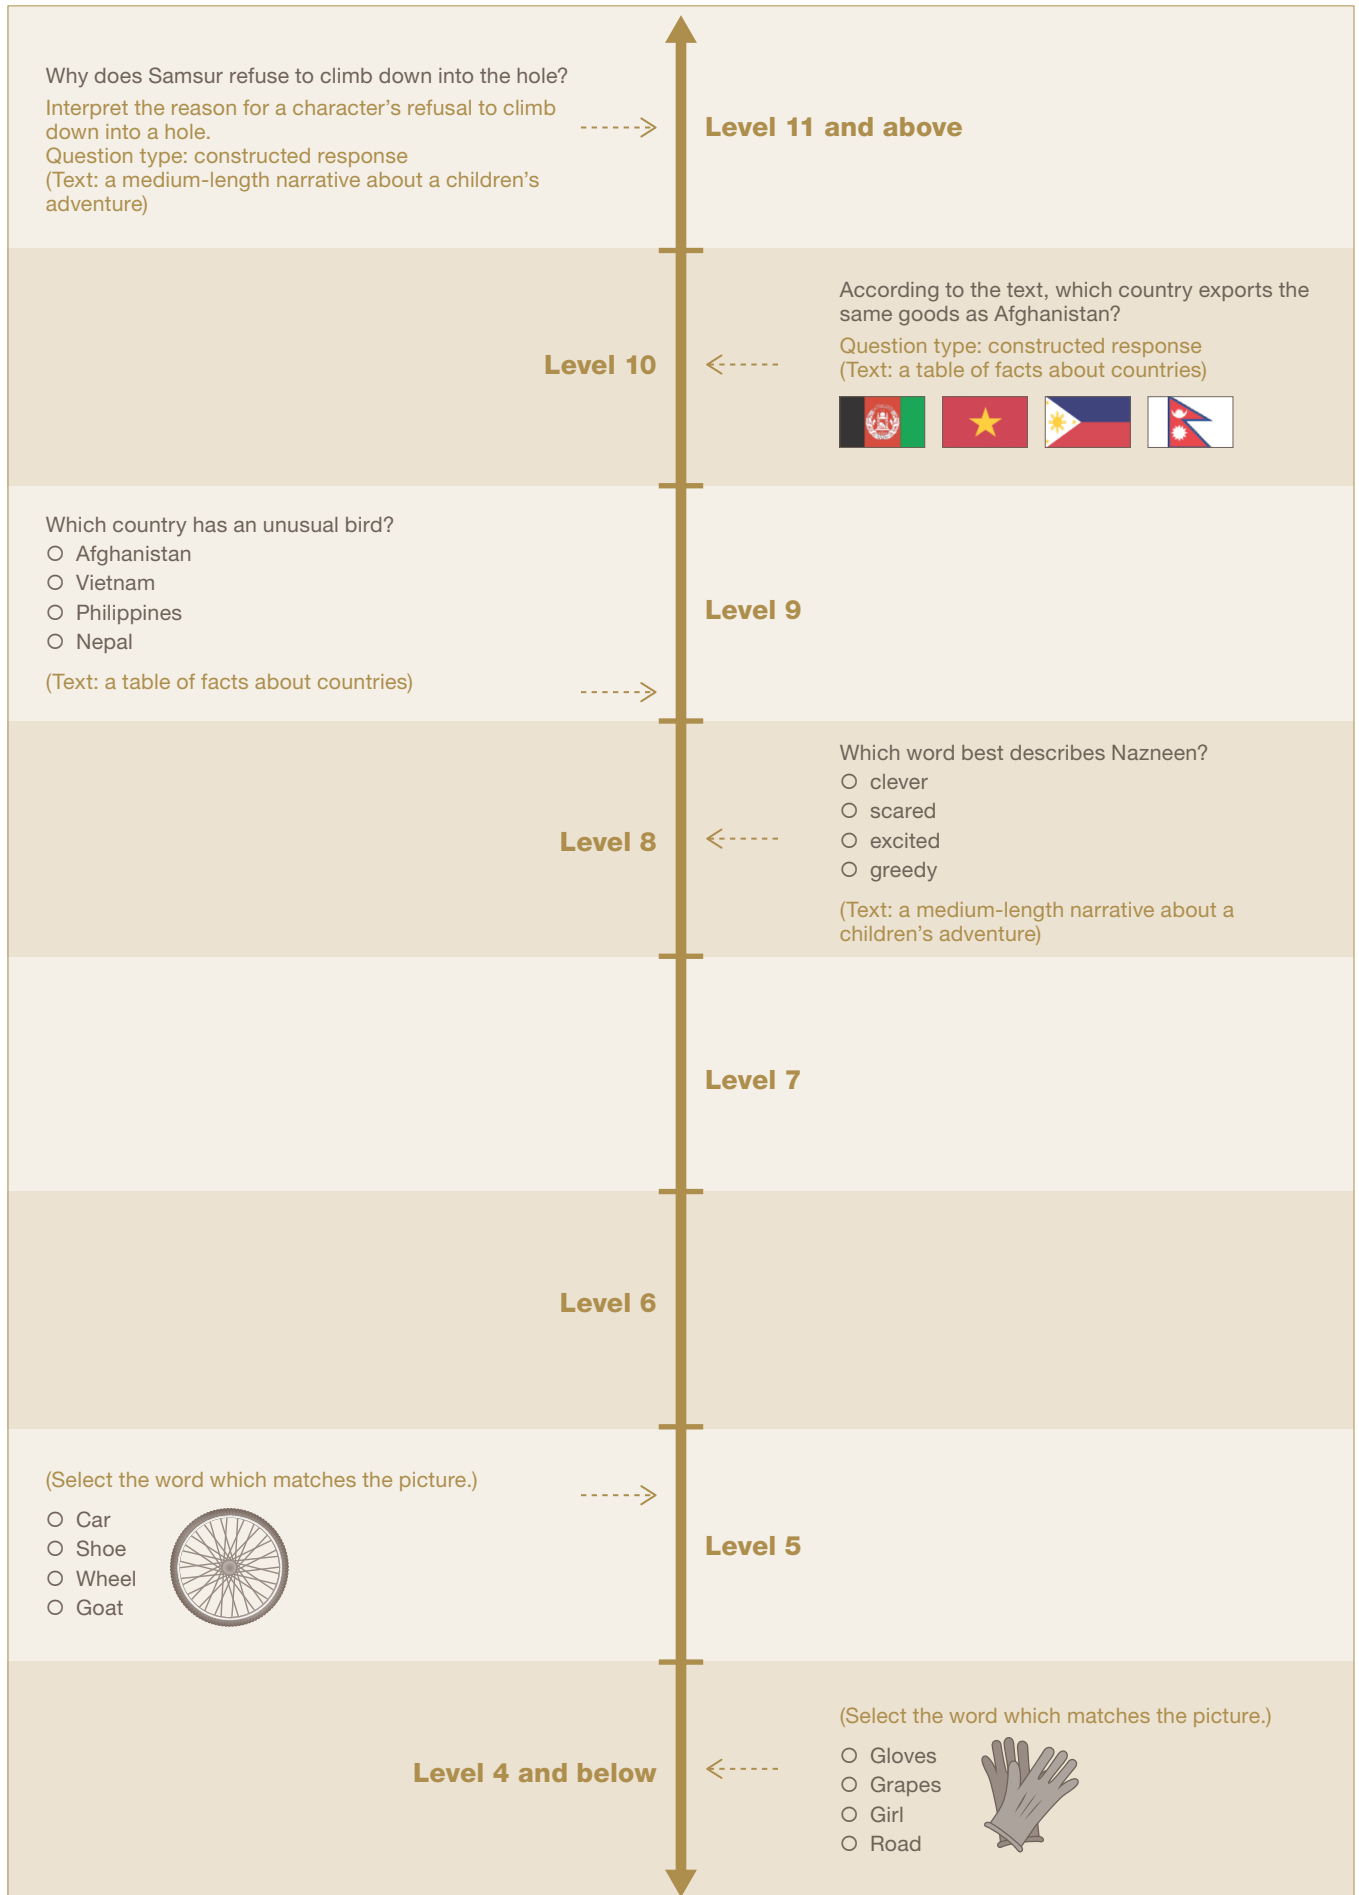 Why does Samsur refuse to climb down into the hole?
Interpret the reason for a character's refusal to climb
down into a hole.
Question type: constructed response
(Text: a medium-length narrative about a children's
adventure)
Level 11 and above
According to the text, which country exports the
same goods as Afghanistan?
Question type: constructed response
(Text: a table of facts about countries)
Level 10
Which country has an unusual bird?
Afghanistan
Vietnam
Philippines
Nepal
(Text: a table of facts about countries)
Level 9
Which word best describes Nazneen?
clever
scared
excited
greedy
(Text: a medium-length narrative about a
children's adventure)
Level 8
Level 7
Level 6
(Select the word which matches the picture.)
Car
Shoe
Wheel
Goat
Level 5
(Select the word which matches the picture.)
Gloves
Grapes
Girl
Road
Level 4 and below